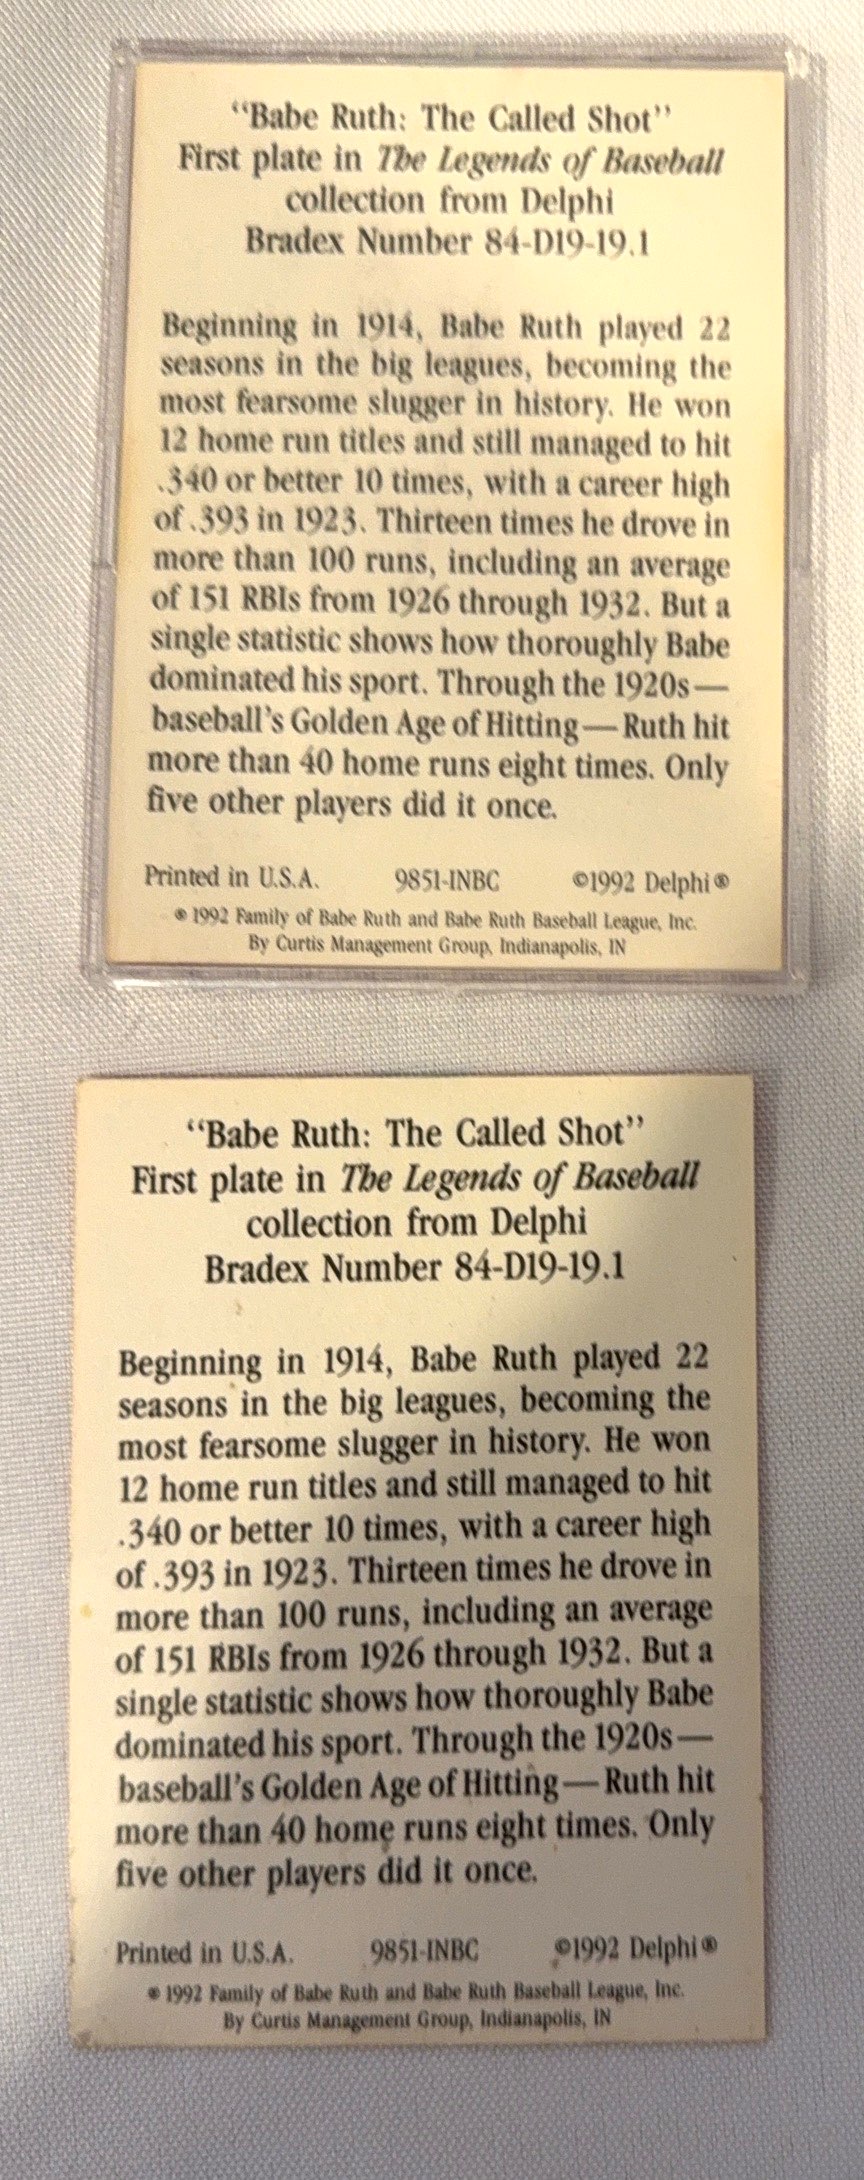 “Babe Ruth: The Called Shot”
First plate in The Legends of Baseball
collection from Delphi
Bradex Number 84-D19-19.1
Beginning in 1914, Babe Ruth played 22
seasons in the big leagues, becoming the
most fearsome slugger in history. He won
12 home run titles and still managed to hit
.340 or better 10 times, with a career high
of .393 in 1923. Thirteen times he drove in
more than 100 runs, including an average
of 151 RBIs from 1926 through 1932. But a
single statistic shows how thoroughly Babe
dominated his sport. Through the 1920s—
baseball’s Golden Age of Hitting—Ruth hit
more than 40 home runs eight times. Only
five other players did it once.
Printed in U.S.A. 9851-INBC ©1992 Delphi®
® 1992 Family of Babe Ruth and Babe Ruth Baseball League, Inc.
By Curtis Management Group, Indianapolis, IN
“Babe Ruth: The Called Shot”
First plate in The Legends of Baseball
collection from Delphi
Bradex Number 84-D19-19.1
Beginning in 1914, Babe Ruth played 22
seasons in the big leagues, becoming the
most fearsome slugger in history. He won
12 home run titles and still managed to hit
.340 or better 10 times, with a career high
of .393 in 1923. Thirteen times he drove in
more than 100 runs, including an average
of 151 RBIs from 1926 through 1932. But a
single statistic shows how thoroughly Babe
dominated his sport. Through the 1920s—
baseball’s Golden Age of Hitting—Ruth hit
more than 40 home runs eight times. Only
five other players did it once.
Printed in U.S.A. 9851-INBC ©1992 Delphi®
® 1992 Family of Babe Ruth and Babe Ruth Baseball League, Inc.
By Curtis Management Group, Indianapolis, IN